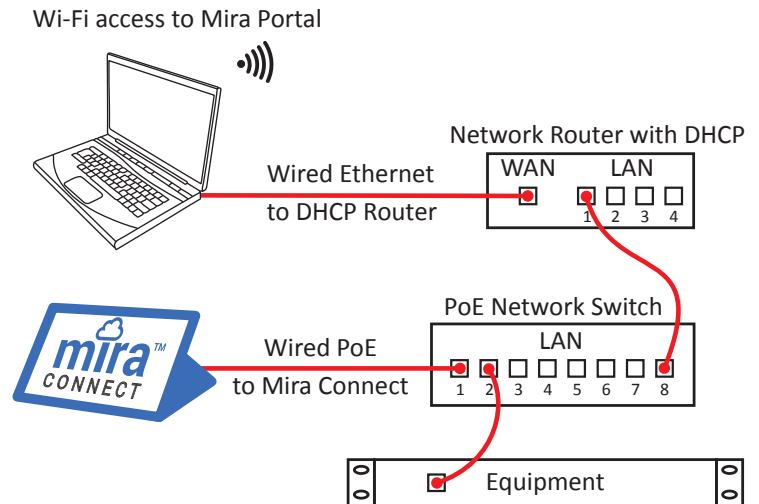 Wi-Fi access to Mira Portal
Network Router with DHCP
WAN LAN
1 2 3 4
Wired Ethernet
to DHCP Router
PoE Network Switch
LAN
1 2 3 4 5 6 7 8
mira™
CONNECT
Wired PoE
to Mira Connect
Equipment